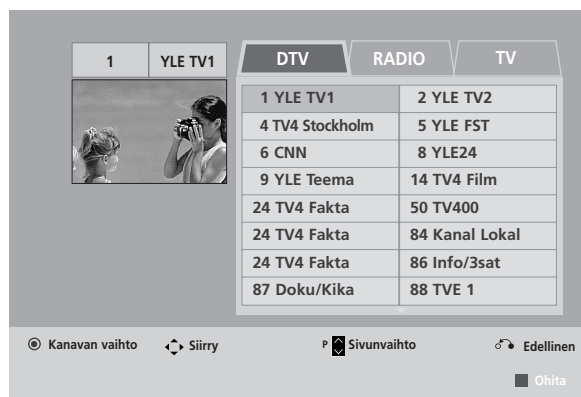 1 YLE TV1
DTV RADIO TV
1 YLE TV1 2 YLE TV2
4 TV4 Stockholm 5 YLE FST
6 CNN 8 YLE24
9 YLE Teema 14 TV4 Film
24 TV4 Fakta 50 TV400
24 TV4 Fakta 84 Kanal Lokal
24 TV4 Fakta 86 Info/3sat
87 Doku/Kika 88 TVE 1
Kanavan vaihto Siirry P Sivunvaihto Edellinen
Ohita